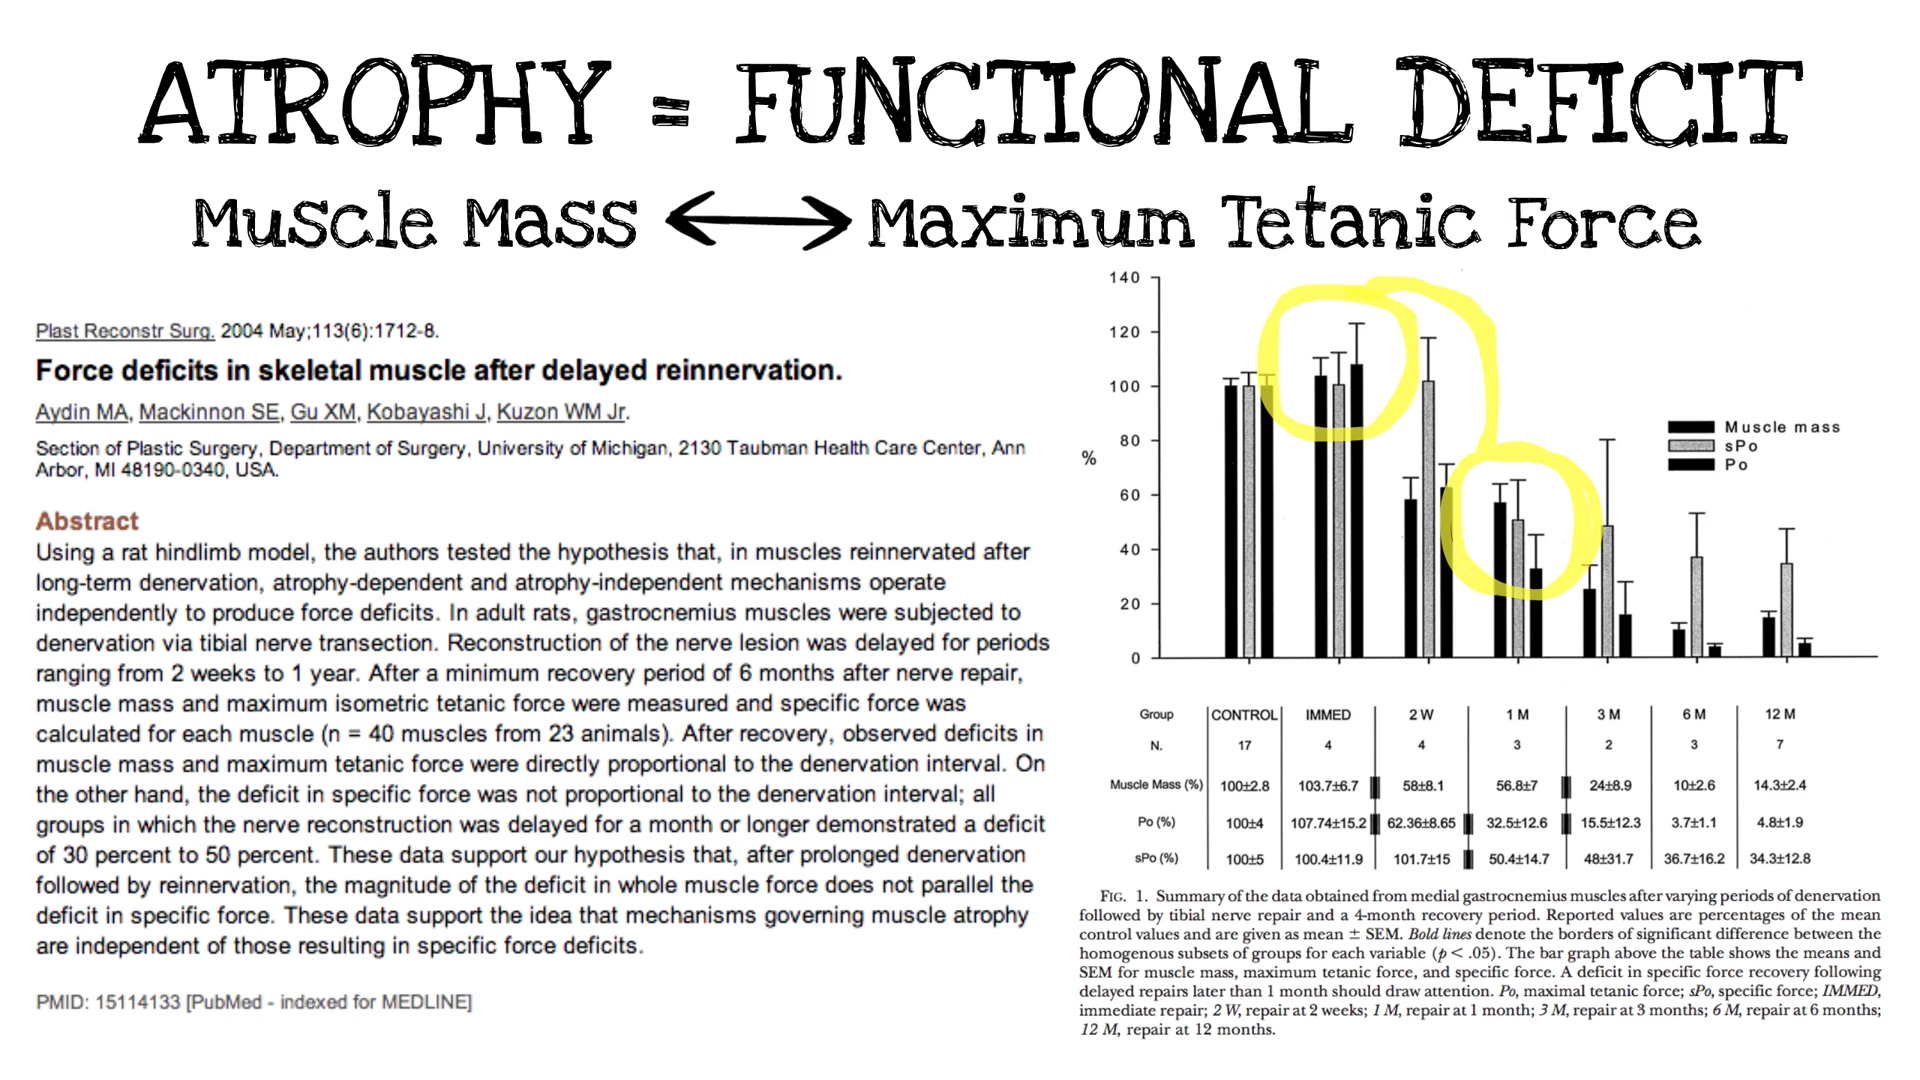 ATROPHY = FUNCTIONAL DEFICIT
Muscle Mass Maximum Tetanic Force
Plast Reconstr Surg. 2004 May;113(6):1712-8.
Force deficits in skeletal muscle after delayed reinnervation.
Aydin MA, Mackinnon SE, Gu XM, Kobayashi J, Kuzon WM Jr.
Section of Plastic Surgery, Department of Surgery, University of Michigan, 2130 Taubman Health Care Center, Ann
Arbor, MI 48190-0340, USA.
Abstract
Using a rat hindlimb model, the authors tested the hypothesis that, in muscles reinnervated after
long-term denervation, atrophy-dependent and atrophy-independent mechanisms operate
independently to produce force deficits. In adult rats, gastrocnemius muscles were subjected to
denervation via tibial nerve transection. Reconstruction of the nerve lesion was delayed for periods
ranging from 2 weeks to 1 year. After a minimum recovery period of 6 months after nerve repair,
muscle mass and maximum isometric tetanic force were measured and specific force was
calculated for each muscle (n = 40 muscles from 23 animals). After recovery, observed deficits in
muscle mass and maximum tetanic force were directly proportional to the denervation interval. On
the other hand, the deficit in specific force was not proportional to the denervation interval; all
groups in which the nerve reconstruction was delayed for a month or longer demonstrated a deficit
of 30 percent to 50 percent. These data support our hypothesis that, after prolonged denervation
followed by reinnervation, the magnitude of the deficit in whole muscle force does not parallel the
deficit in specific force. These data support the idea that mechanisms governing muscle atrophy
are independent of those resulting in specific force deficits.
PMID: 15114133 [PubMed - indexed for MEDLINE]
140
120
100
80
%
60
40
20
0
Muscle mass
sPo
Po
Group CONTROL IMMED 2 W 1 M 3 M 6 M 12 M
N. 17 4 4 3 2 3 7
Muscle Mass (%) 100±2.8 103.7±6.7 58±8.1 56.8±7 24±8.9 10±2.6 14.3±2.4
Po (%) 100±4 107.74±15.2 62.36±8.65 32.5±12.6 15.5±12.3 3.7±1.1 4.8±1.9
sPo (%) 100±5 100.4±11.9 101.7±15 50.4±14.7 48±31.7 36.7±16.2 34.3±12.8
FIG. 1. Summary of the data obtained from medial gastrocnemius muscles after varying periods of denervation
followed by tibial nerve repair and a 4-month recovery period. Reported values are percentages of the mean
control values and are given as mean ± SEM. Bold lines denote the borders of significant difference between the
homogenous subsets of groups for each variable (p < .05). The bar graph above the table shows the means and
SEM for muscle mass, maximum tetanic force, and specific force. A deficit in specific force recovery following
delayed repairs later than 1 month should draw attention. Po, maximal tetanic force; sPo, specific force; IMMED,
immediate repair; 2 W, repair at 2 weeks; 1 M, repair at 1 month; 3 M, repair at 3 months; 6 M, repair at 6 months;
12 M, repair at 12 months.